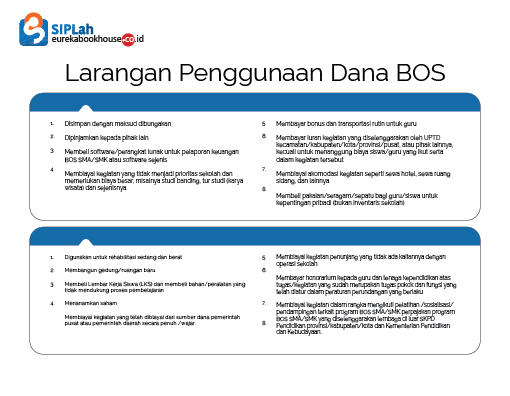 SIPLah
eurekabookhouse.co.id
Larangan Penggunaan Dana BOS
1. Disimpan dengan maksud dibungakan
2. Dipinjamkan kepada pihak lain
3 Membeli software/perangkat lunak untuk pelaporan keuangan
BOS SMA/SMK atau software sejenis
4 Membiayai kegiatan yang tidak menjadi prioritas sekolah dan
memerlukan biaya besar, misalnya studi banding, tur studi (karya
wisata) dan sejenisnya.
5 Membayar bonus dan transportasi rutin untuk guru
6. Membayar iuran kegiatan yang diselenggarakan oleh UPTD
kecamatan/kabupaten/kota/provinsi/pusat, atau pihak lainnya,
kecuali untuk menanggung biaya siswa/guru yang ikut serta
dalam kegiatan tersebut
7. Membiayai akomodasi kegiatan seperti sewa hotel, sewa ruang
sidang, dan lainnya
8.
Membeli pakaian/seragam/sepatu bagi guru/siswa untuk
kepentingan pribadi (bukan inventaris sekolah)
1. Digunakan untuk rehabilitasi sedang dan berat
2. Membangun gedung/ruangan baru
3 Membeli Lembar Kerja Siswa (LKS) dan membeli bahan/peralatan yang
tidak mendukung proses pembelajaran
4 Menanamkan saham
Membiayai kegiatan yang telah dibiayai dari sumber dana pemerintah
pusat atau pemerintah daerah secara penuh /wajar.
5 Membiayai kegiatan penunjang yang tidak ada kaitannya dengan
operasi sekolah
6.
Membayar honorarium kepada guru dan tenaga kependidikan atas
tugas/kegiatan yang sudah merupakan tugas pokok dan fungsi yang
telah diatur dalam peraturan perundangan yang berlaku
7. Membiayai kegiatan dalam rangka mengikuti pelatihan /sosialisasi/
pendampingan terkait program BOS SMA/SMK perpajakan program
BOS SMA/SMK yang diselenggarakan lembaga di luar SKPD
8. Pendidikan provinsi/kabupaten/kota dan Kementerian Pendidikan
dan Kebudayaan.